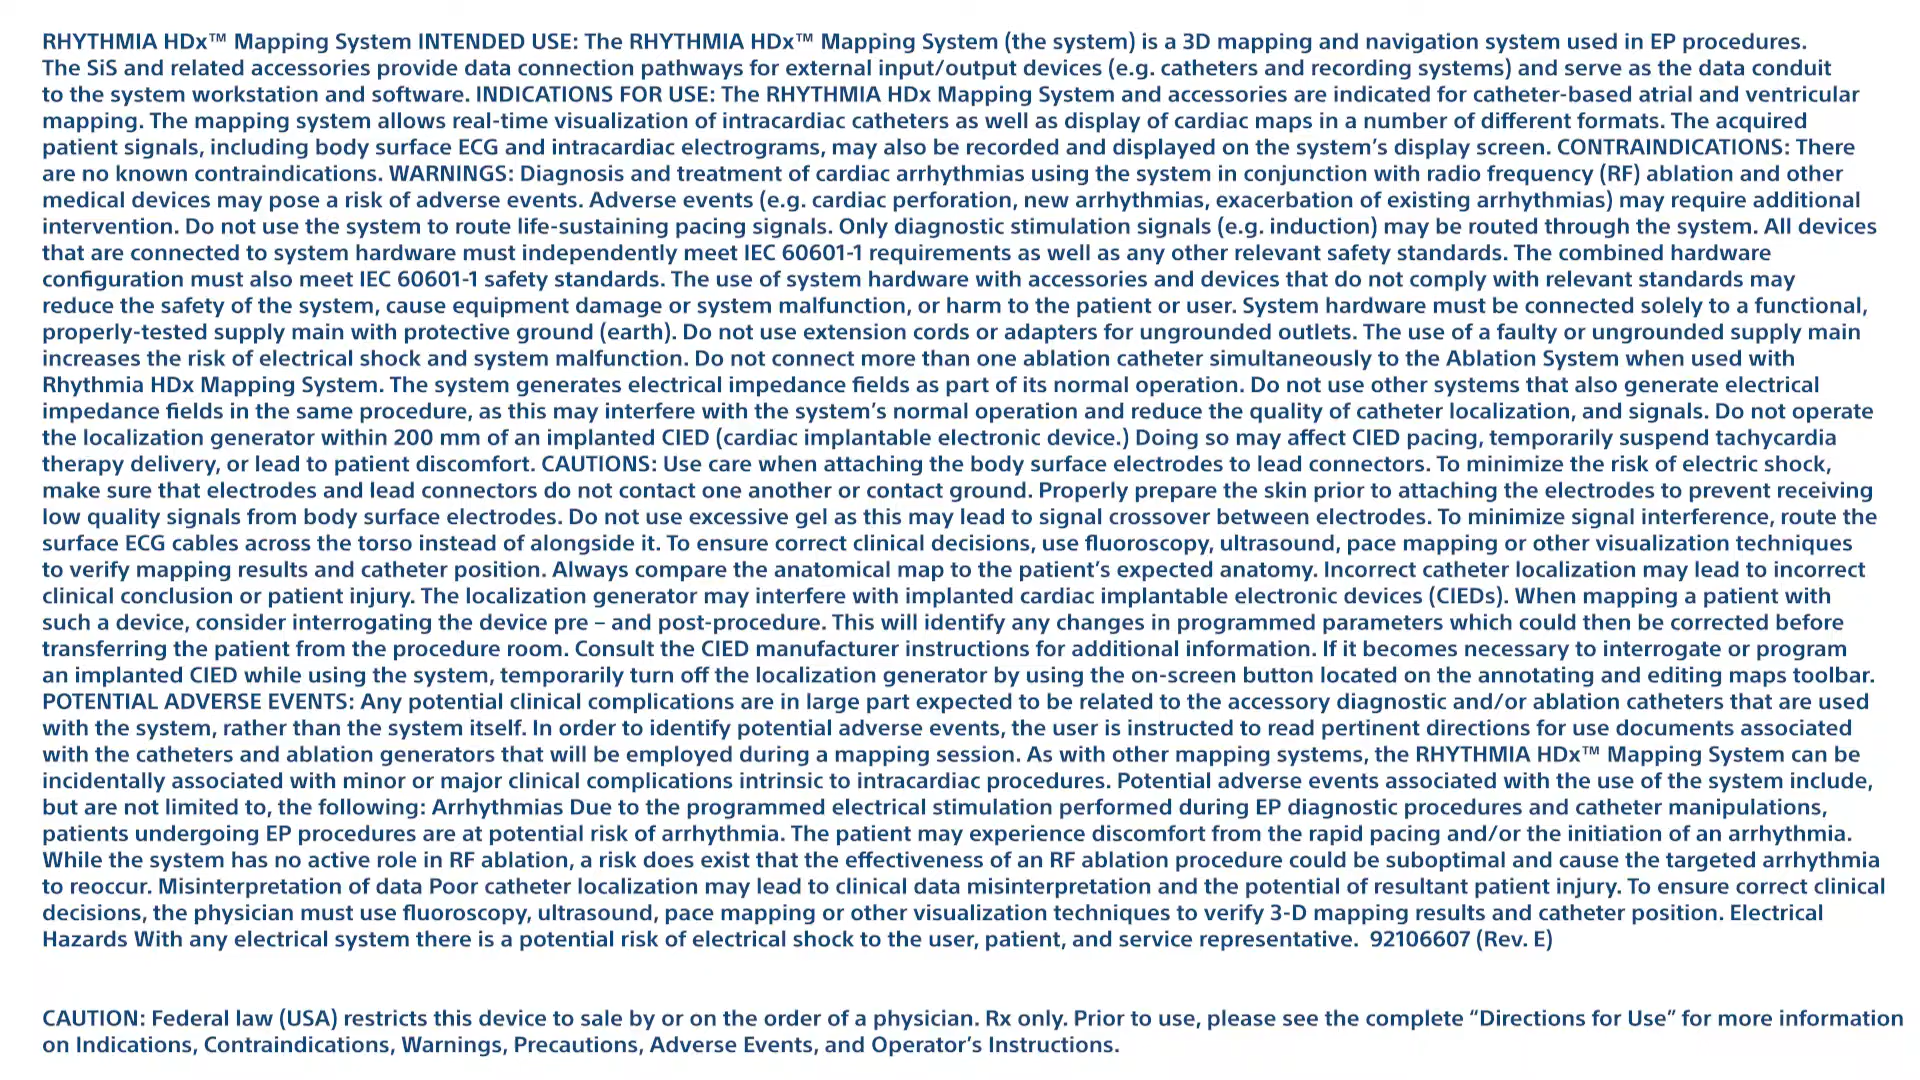 RHYTHMIA HDx™ Mapping System INTENDED USE: The RHYTHMIA HDx™ Mapping System (the system) is a 3D mapping and navigation system used in EP procedures.
The SiS and related accessories provide data connection pathways for external input/output devices (e.g. catheters and recording systems) and serve as the data conduit
to the system workstation and software. INDICATIONS FOR USE: The RHYTHMIA HDx Mapping System and accessories are indicated for catheter-based atrial and ventricular
mapping. The mapping system allows real-time visualization of intracardiac catheters as well as display of cardiac maps in a number of different formats. The acquired
patient signals, including body surface ECG and intracardiac electrograms, may also be recorded and displayed on the system's display screen. CONTRAINDICATIONS: There
are no known contraindications. WARNINGS: Diagnosis and treatment of cardiac arrhythmias using the system in conjunction with radio frequency (RF) ablation and other
medical devices may pose a risk of adverse events. Adverse events (e.g. cardiac perforation, new arrhythmias, exacerbation of existing arrhythmias) may require additional
intervention. Do not use the system to route life-sustaining pacing signals. Only diagnostic stimulation signals (e.g. induction) may be routed through the system. All devices
that are connected to system hardware must independently meet IEC 60601-1 requirements as well as any other relevant safety standards. The combined hardware
configuration must also meet IEC 60601-1 safety standards. The use of system hardware with accessories and devices that do not comply with relevant standards may
reduce the safety of the system, cause equipment damage or system malfunction, or harm to the patient or user. System hardware must be connected solely to a functional,
properly-tested supply main with protective ground (earth). Do not use extension cords or adapters for ungrounded outlets. The use of a faulty or ungrounded supply main
increases the risk of electrical shock and system malfunction. Do not connect more than one ablation catheter simultaneously to the Ablation System when used with
Rhythmia HDx Mapping System. The system generates electrical impedance fields as part of its normal operation. Do not use other systems that also generate electrical
impedance fields in the same procedure, as this may interfere with the system's normal operation and reduce the quality of catheter localization, and signals. Do not operate
the localization generator within 200 mm of an implanted CIED (cardiac implantable electronic device.) Doing so may affect CIED pacing, temporarily suspend tachycardia
therapy delivery, or lead to patient discomfort. CAUTIONS: Use care when attaching the body surface electrodes to lead connectors. To minimize the risk of electric shock,
make sure that electrodes and lead connectors do not contact one another or contact ground. Properly prepare the skin prior to attaching the electrodes to prevent receiving
low quality signals from body surface electrodes. Do not use excessive gel as this may lead to signal crossover between electrodes. To minimize signal interference, route the
surface ECG cables across the torso instead of alongside it. To ensure correct clinical decisions, use fluoroscopy, ultrasound, pace mapping or other visualization techniques
to verify mapping results and catheter position. Always compare the anatomical map to the patient's expected anatomy. Incorrect catheter localization may lead to incorrect
clinical conclusion or patient injury. The localization generator may interfere with implanted cardiac implantable electronic devices (CIEDs). When mapping a patient with
such a device, consider interrogating the device pre – and post-procedure. This will identify any changes in programmed parameters which could then be corrected before
transferring the patient from the procedure room. Consult the CIED manufacturer instructions for additional information. If it becomes necessary to interrogate or program
an implanted CIED while using the system, temporarily turn off the localization generator by using the on-screen button located on the annotating and editing maps toolbar.
POTENTIAL ADVERSE EVENTS: Any potential clinical complications are in large part expected to be related to the accessory diagnostic and/or ablation catheters that are used
with the system, rather than the system itself. In order to identify potential adverse events, the user is instructed to read pertinent directions for use documents associated
with the catheters and ablation generators that will be employed during a mapping session. As with other mapping systems, the RHYTHMIA HDx™ Mapping System can be
incidentally associated with minor or major clinical complications intrinsic to intracardiac procedures. Potential adverse events associated with the use of the system include,
but are not limited to, the following: Arrhythmias Due to the programmed electrical stimulation performed during EP diagnostic procedures and catheter manipulations,
patients undergoing EP procedures are at potential risk of arrhythmia. The patient may experience discomfort from the rapid pacing and/or the initiation of an arrhythmia.
While the system has no active role in RF ablation, a risk does exist that the effectiveness of an RF ablation procedure could be suboptimal and cause the targeted arrhythmia
to reoccur. Misinterpretation of data Poor catheter localization may lead to clinical data misinterpretation and the potential of resultant patient injury. To ensure correct clinical
decisions, the physician must use fluoroscopy, ultrasound, pace mapping or other visualization techniques to verify 3-D mapping results and catheter position. Electrical
Hazards With any electrical system there is a potential risk of electrical shock to the user, patient, and service representative. 92106607 (Rev. E)
CAUTION: Federal law (USA) restricts this device to sale by or on the order of a physician. Rx only. Prior to use, please see the complete “Directions for Use” for more information
on Indications, Contraindications, Warnings, Precautions, Adverse Events, and Operator's Instructions.